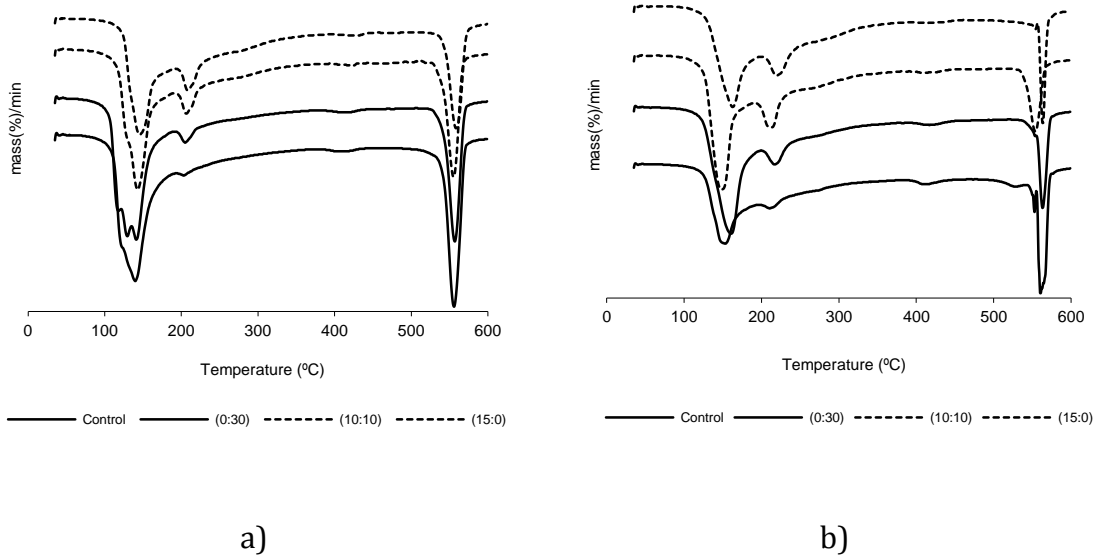 mass(%)/min
0 100 200 300 400 500 600
Temperature (ºC)
Control (0:30) (10:10) (15:0)
a)
mass(%)/min
0 100 200 300 400 500 600
Temperature (ºC)
Control (0:30) (10:10) (15:0)
b)